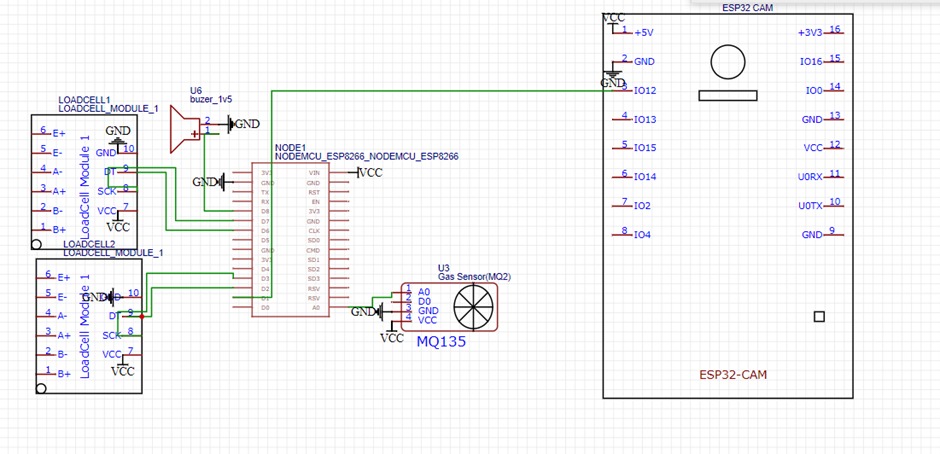 ESP32 CAM
VCC
1 +5V
+3V3 16
2 GND
IO16 15
GND
3 IO12
IO0 14
4 IO13
GND 13
5 IO15
VCC 12
6 IO14
U0RX 11
7 IO2
U0TX 10
8 IO4
GND 9
ESP32-CAM
U6
buzer_1v5
2
1
GND
LOADCELL1
LOADCELL_MODULE_1
LoadCell Module 1
6 E+
5 E-
4 A-
3 A+
2 B-
1 B+
GND
GND 10
DT 9
SCK 8
VCC 7
VCC
LOADCELL2
LOADCELL_MODULE_1
LoadCell Module 1
6 E+
5 E-
4 A-
3 A+
2 B-
1 B+
GND
10
DT 9
SCK 8
VCC 7
VCC
NODE1
NODEMCU_ESP8266_NODEMCU_ESP8266
GND
VCC
3V3
GND
TX
RX
D8
D7
D6
D5
GND
3V3
D4
D3
D2
D1
D0
VIN
GND
RST
EN
3V3
GND
CLK
SD0
CMD
SD1
SD2
SD3
RSV
RSV
A0
U3
Gas Sensor(MQ2)
1 A0
2 D0
3 GND
4 VCC
GND
VCC
MQ135